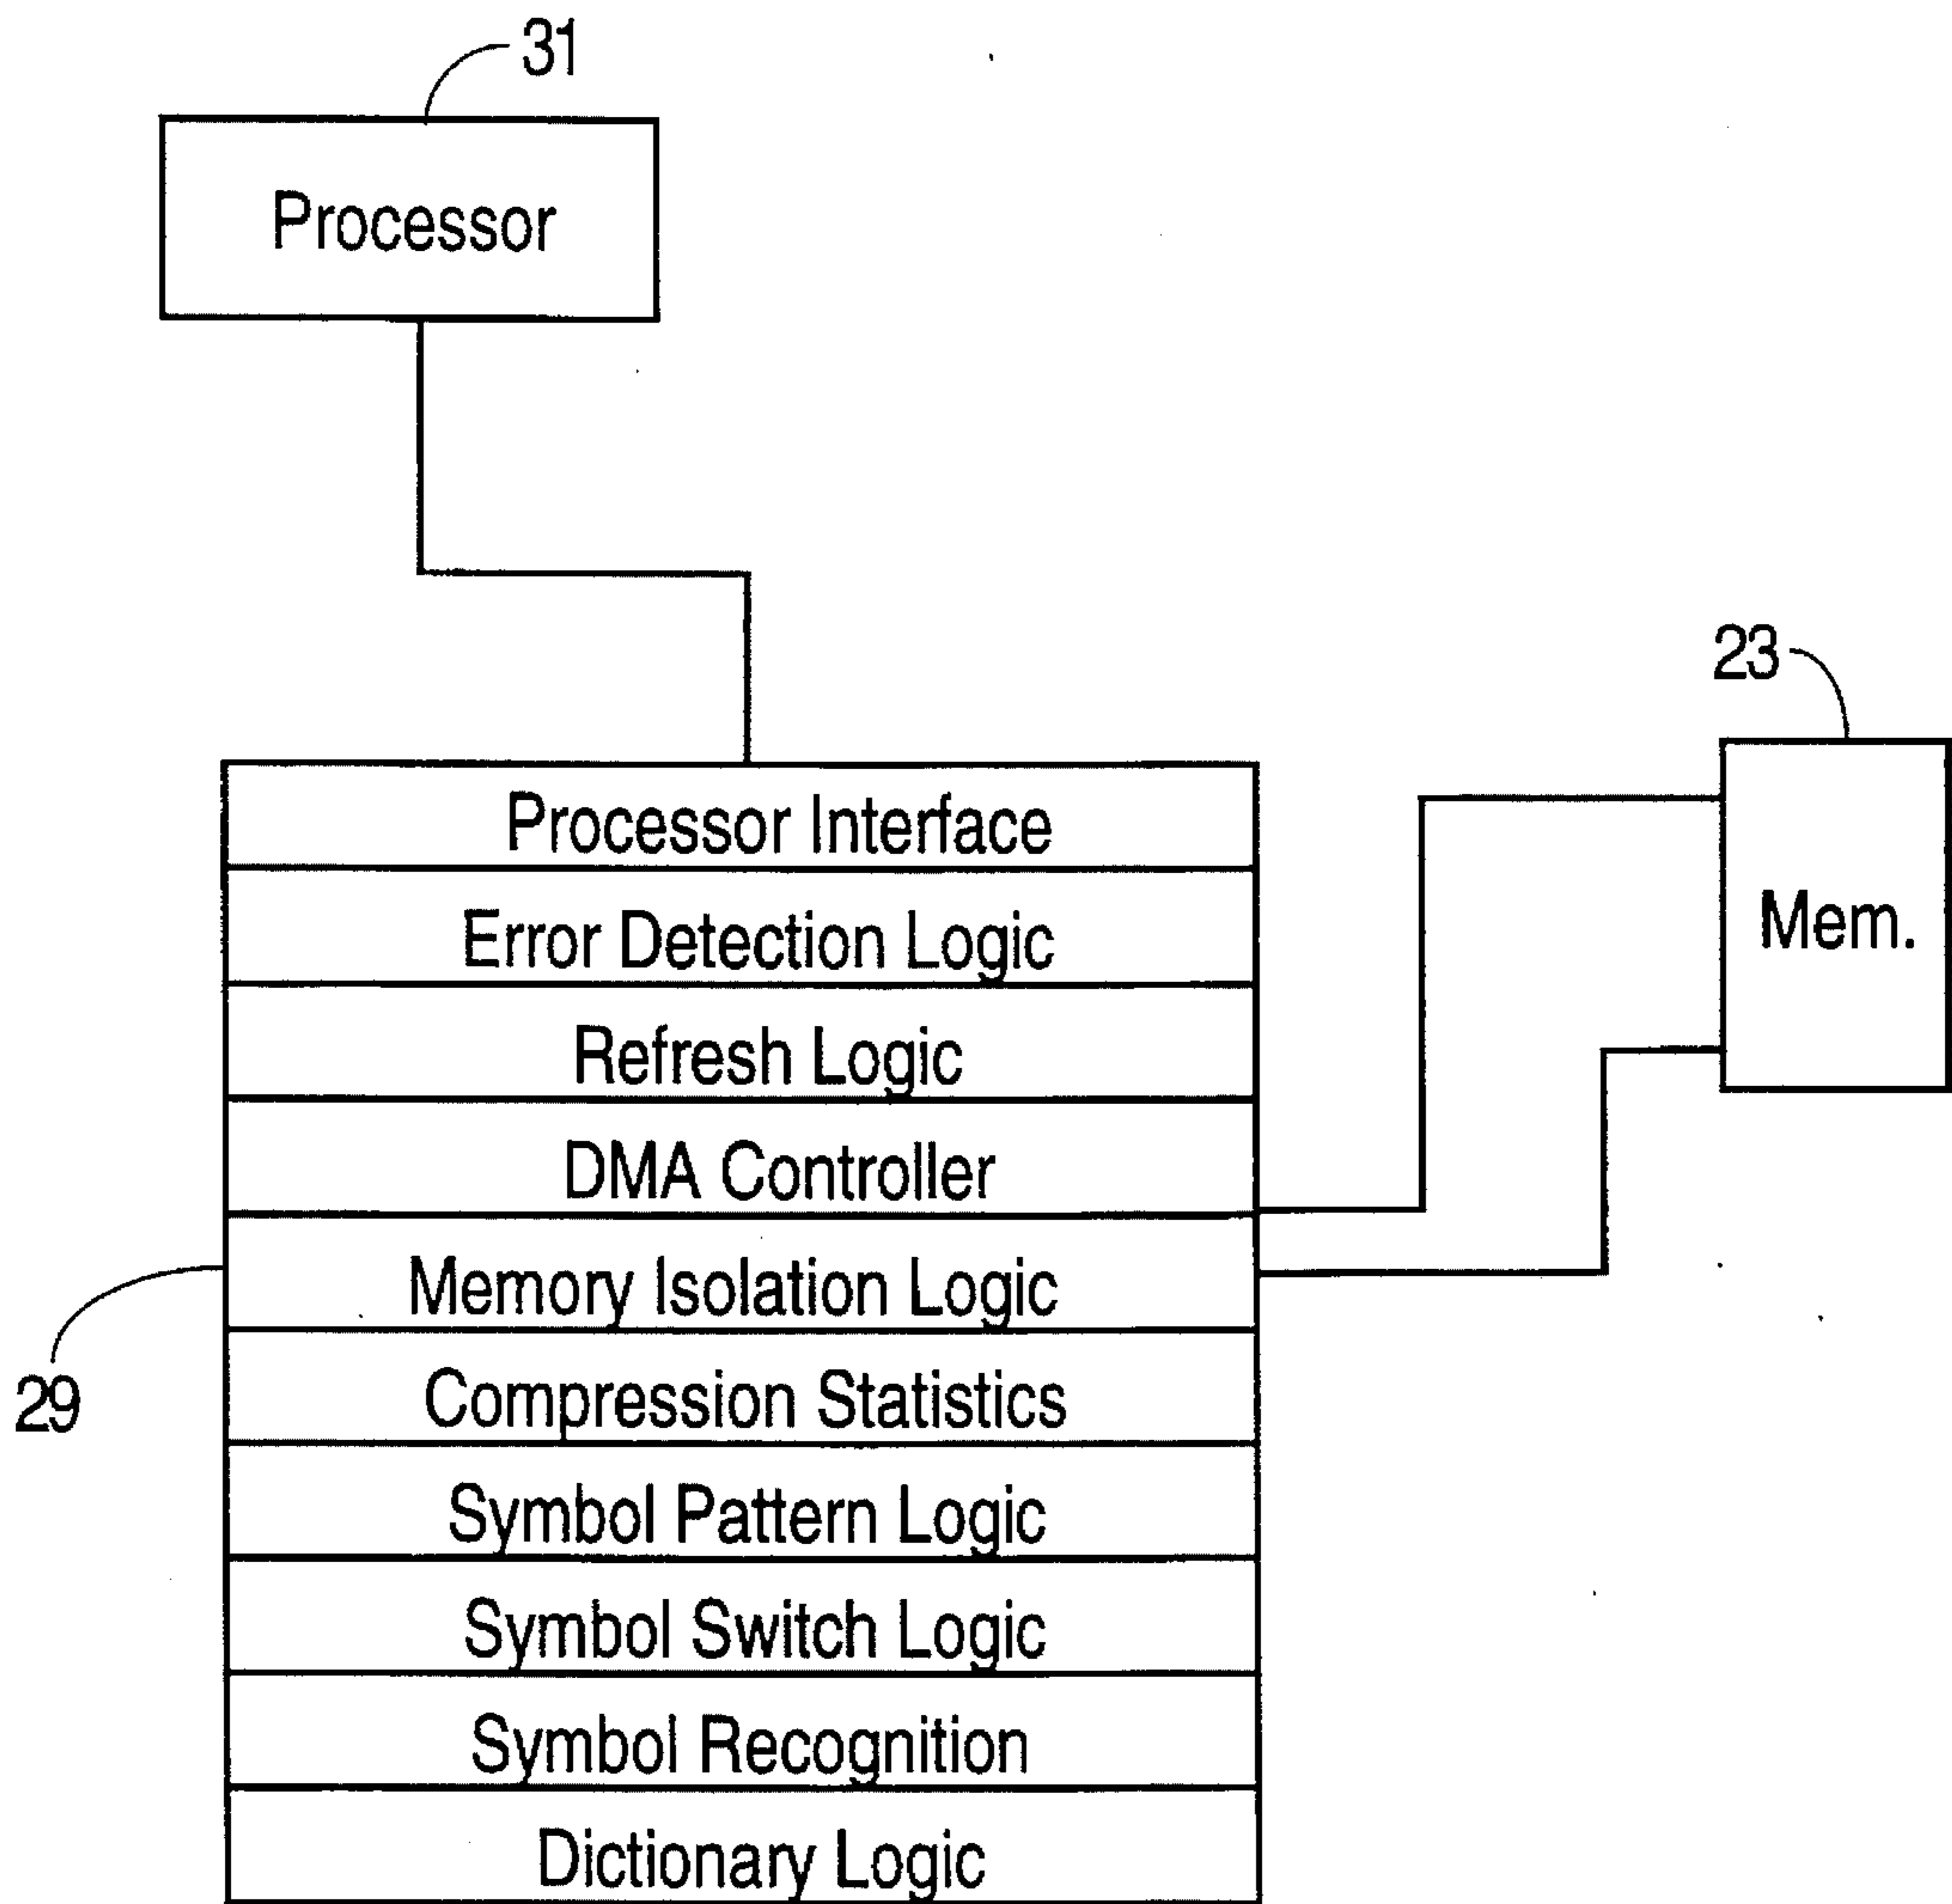 31
Processor
23
Mem.
Processor Interface
Error Detection Logic
Refresh Logic
DMA Controller
Memory Isolation Logic
29
Compression Statistics
Symbol Pattern Logic
Symbol Switch Logic
Symbol Recognition
Dictionary Logic